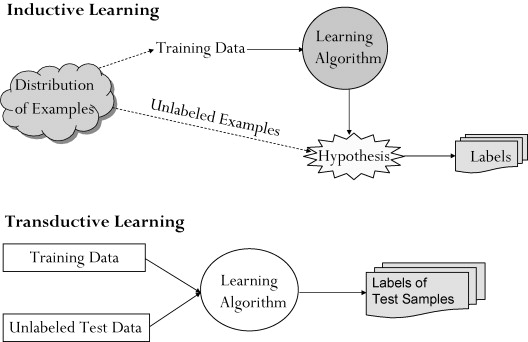 Inductive Learning
Training Data
Learning
Algorithm
Distribution
of Examples
Unlabeled Examples
Hypothesis
Labels
Transductive Learning
Training Data
Learning
Algorithm
Unlabeled Test Data
Labels of
Test Samples